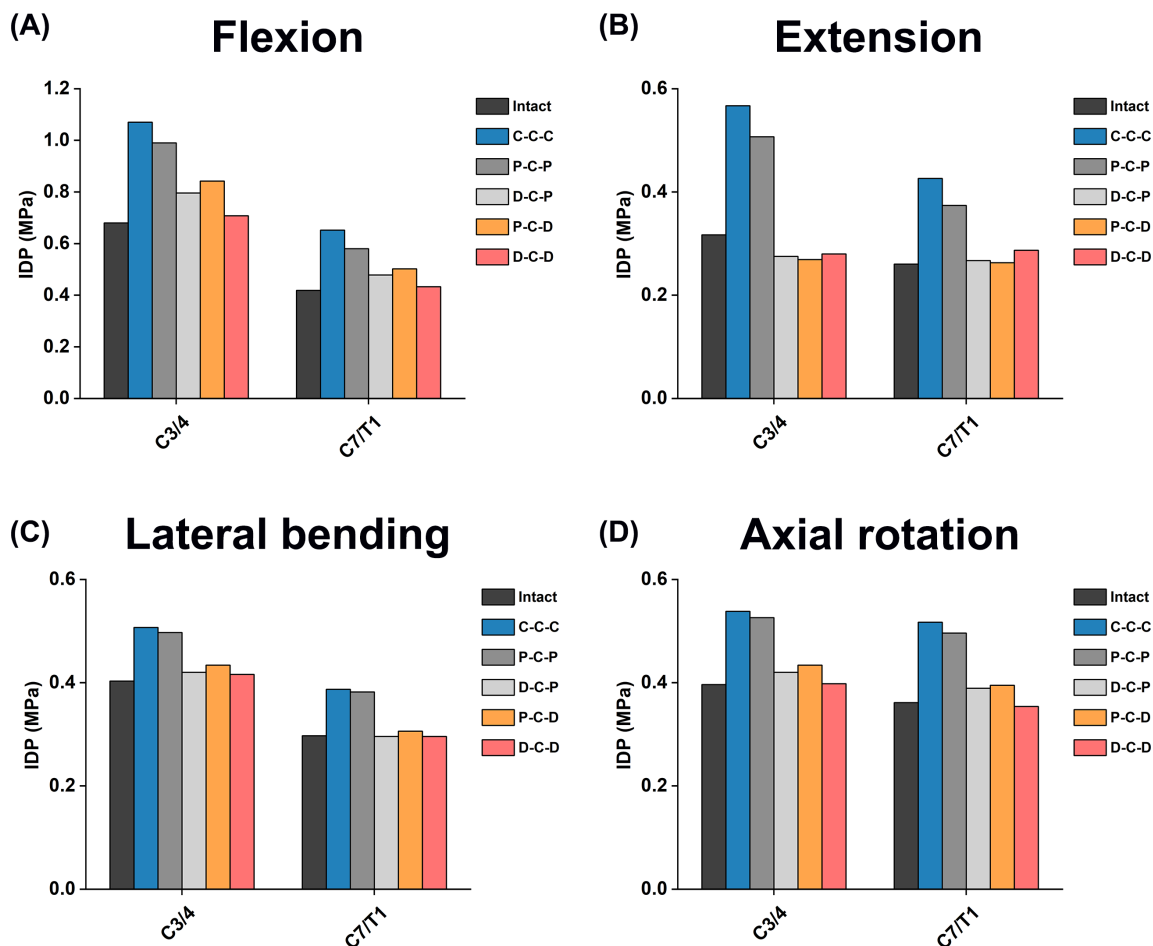 (A)
Flexion
IDP (MPa)
1.2
1.0
0.8
0.6
0.4
0.2
0.0
C3/4
C7/T1
Intact
C-C-C
P-C-P
D-C-P
P-C-D
D-C-D
(B)
Extension
IDP (MPa)
0.6
0.4
0.2
0.0
C3/4
C7/T1
Intact
C-C-C
P-C-P
D-C-P
P-C-D
D-C-D
(C)
Lateral bending
IDP (MPa)
0.6
0.4
0.2
0.0
C3/4
C7/T1
Intact
C-C-C
P-C-P
D-C-P
P-C-D
D-C-D
(D)
Axial rotation
IDP (MPa)
0.6
0.4
0.2
0.0
C3/4
C7/T1
Intact
C-C-C
P-C-P
D-C-P
P-C-D
D-C-D